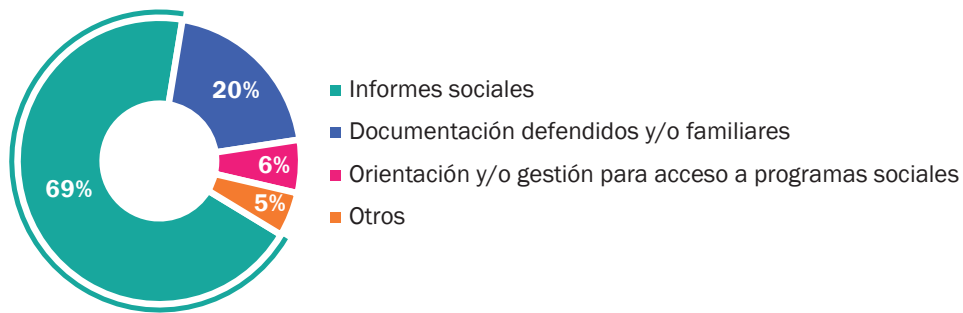 20%
6%
5%
69%
Informes sociales
Documentación defendidos y/o familiares
Orientación y/o gestión para acceso a programas sociales
Otros